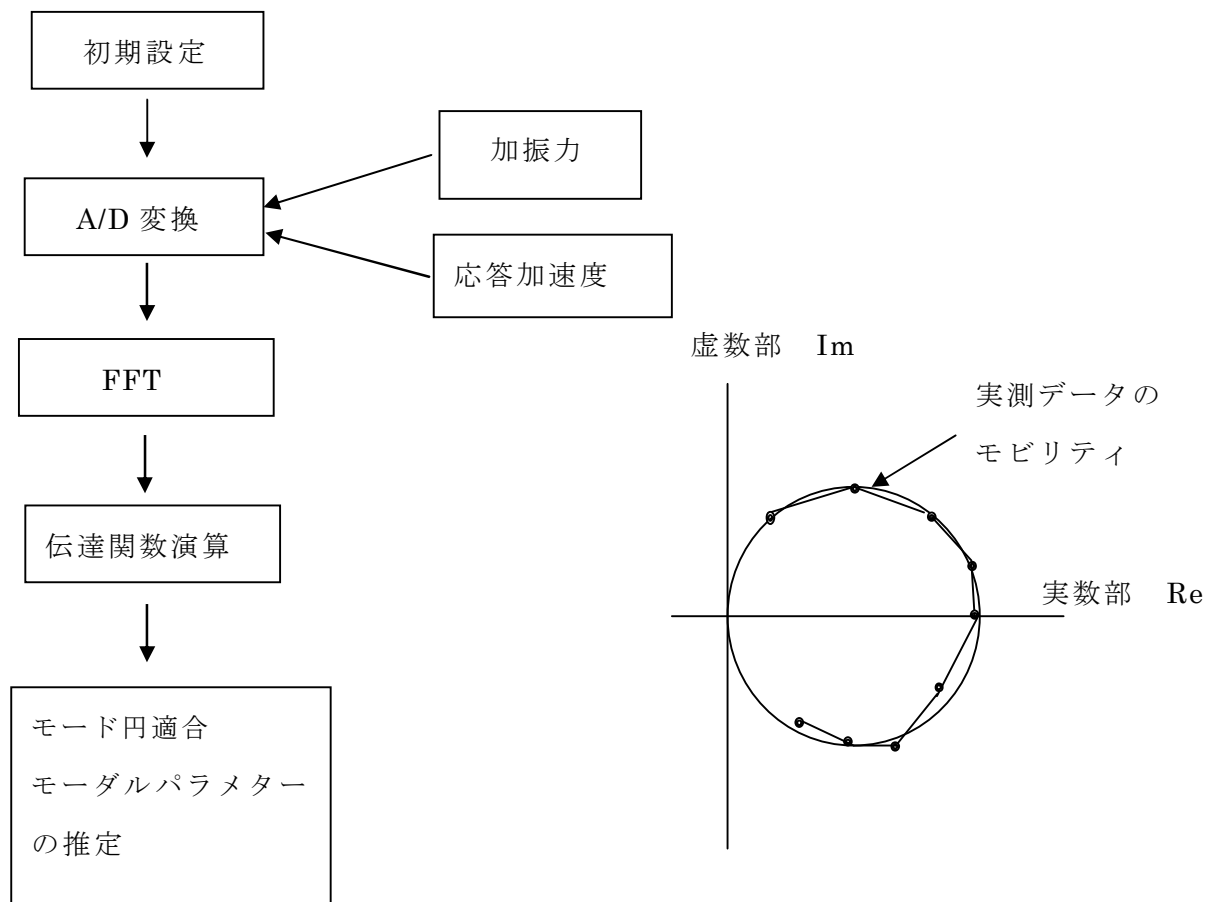 初期設定
加振力
A/D 変換
応答加速度
FFT
伝達関数演算
モード円適合
モーダルパラメター
の推定
虚数部　Im
実測データの
モビリティ
実数部　Re